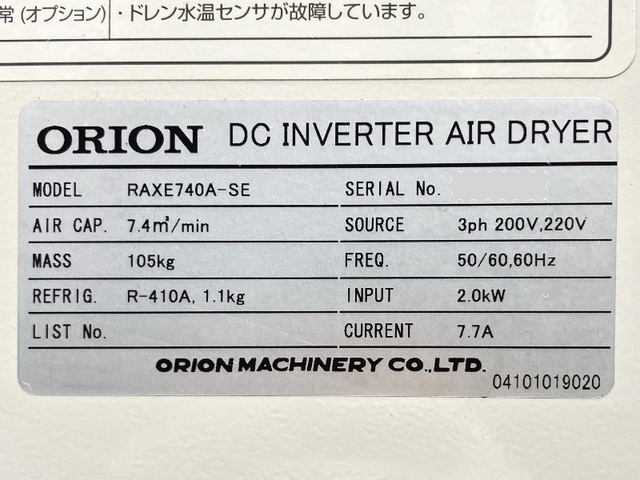 常 (オプション) ・ドレン水温センサが故障しています。
ORION DC INVERTER AIR DRYER
MODEL RAXE740A-SE SERIAL No.
AIR CAP. 7.4㎥/min SOURCE 3ph 200V,220V
MASS 105kg FREQ. 50/60,60Hz
REFRIG. R-410A, 1.1kg INPUT 2.0kW
LIST No. CURRENT 7.7A
ORION MACHINERY CO.,LTD.
04101019020